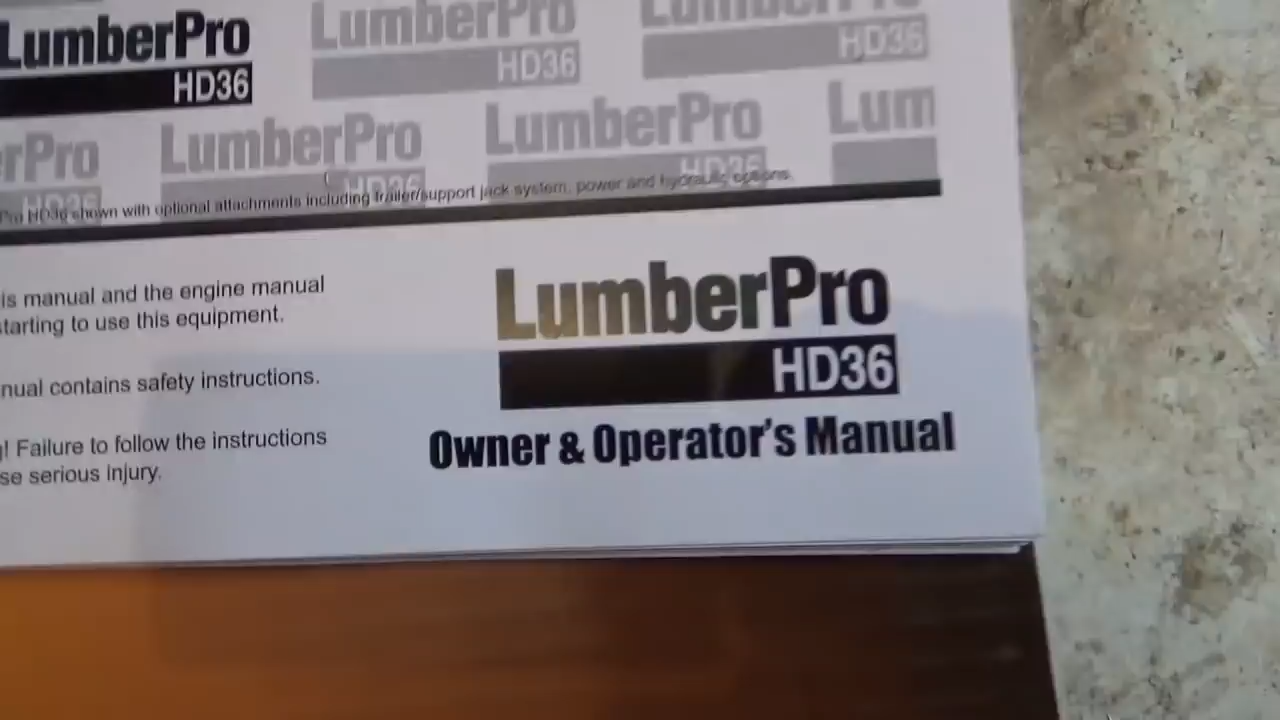 LumberPro LumberPro LumberPro
HD36 HD36 HD36
rPro LumberPro LumberPro Lum
HD36 HD36 HD36
Pro HD36 shown with optional attachments including trailer/support jack system, power and hydraulic options.
is manual and the engine manual
starting to use this equipment.
nual contains safety instructions.
g! Failure to follow the instructions
se serious injury.
LumberPro
HD36
Owner & Operator's Manual